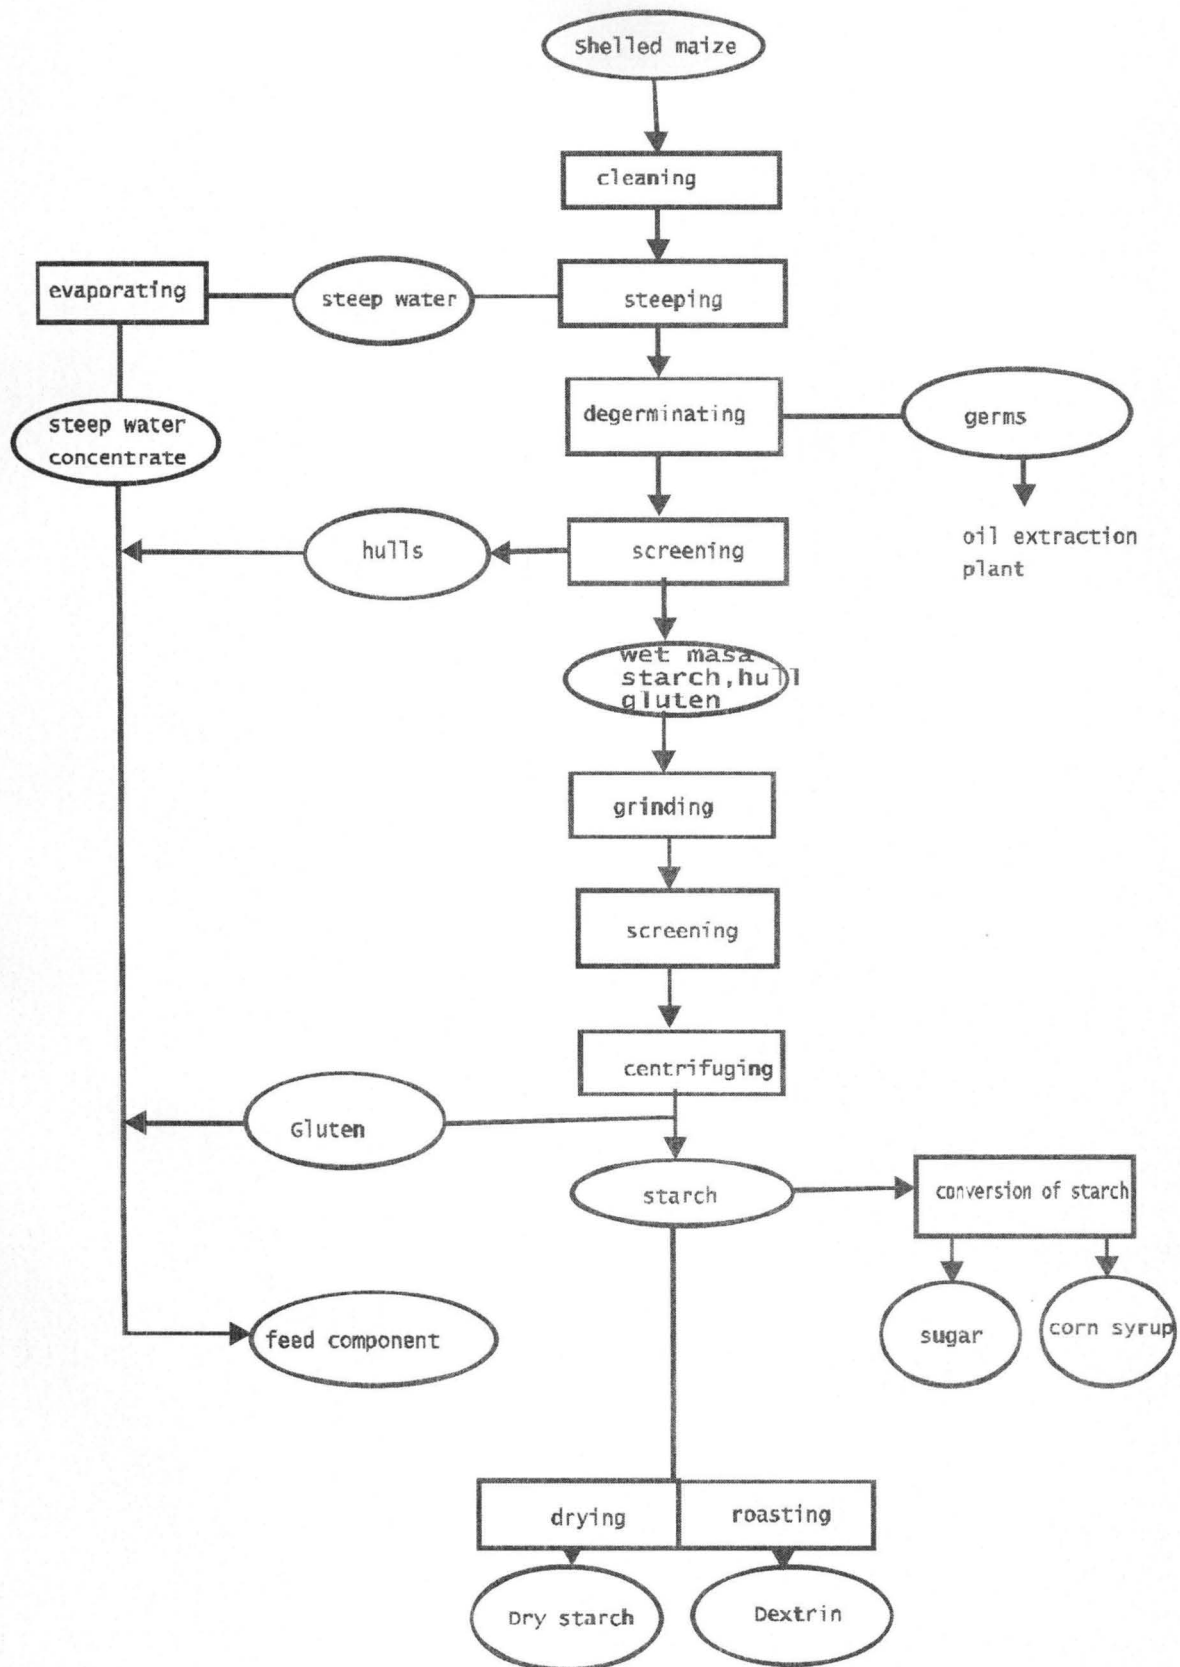 Shelled maize
cleaning
evaporating
steep water
steeping
degerminating
germs
steep water
concentrate
hulls
screening
oil extraction
plant
wet masa
starch,hull
gluten
grinding
screening
centrifuging
Gluten
starch
conversion of starch
feed component
sugar
corn syrup
drying
roasting
Dry starch
Dextrin